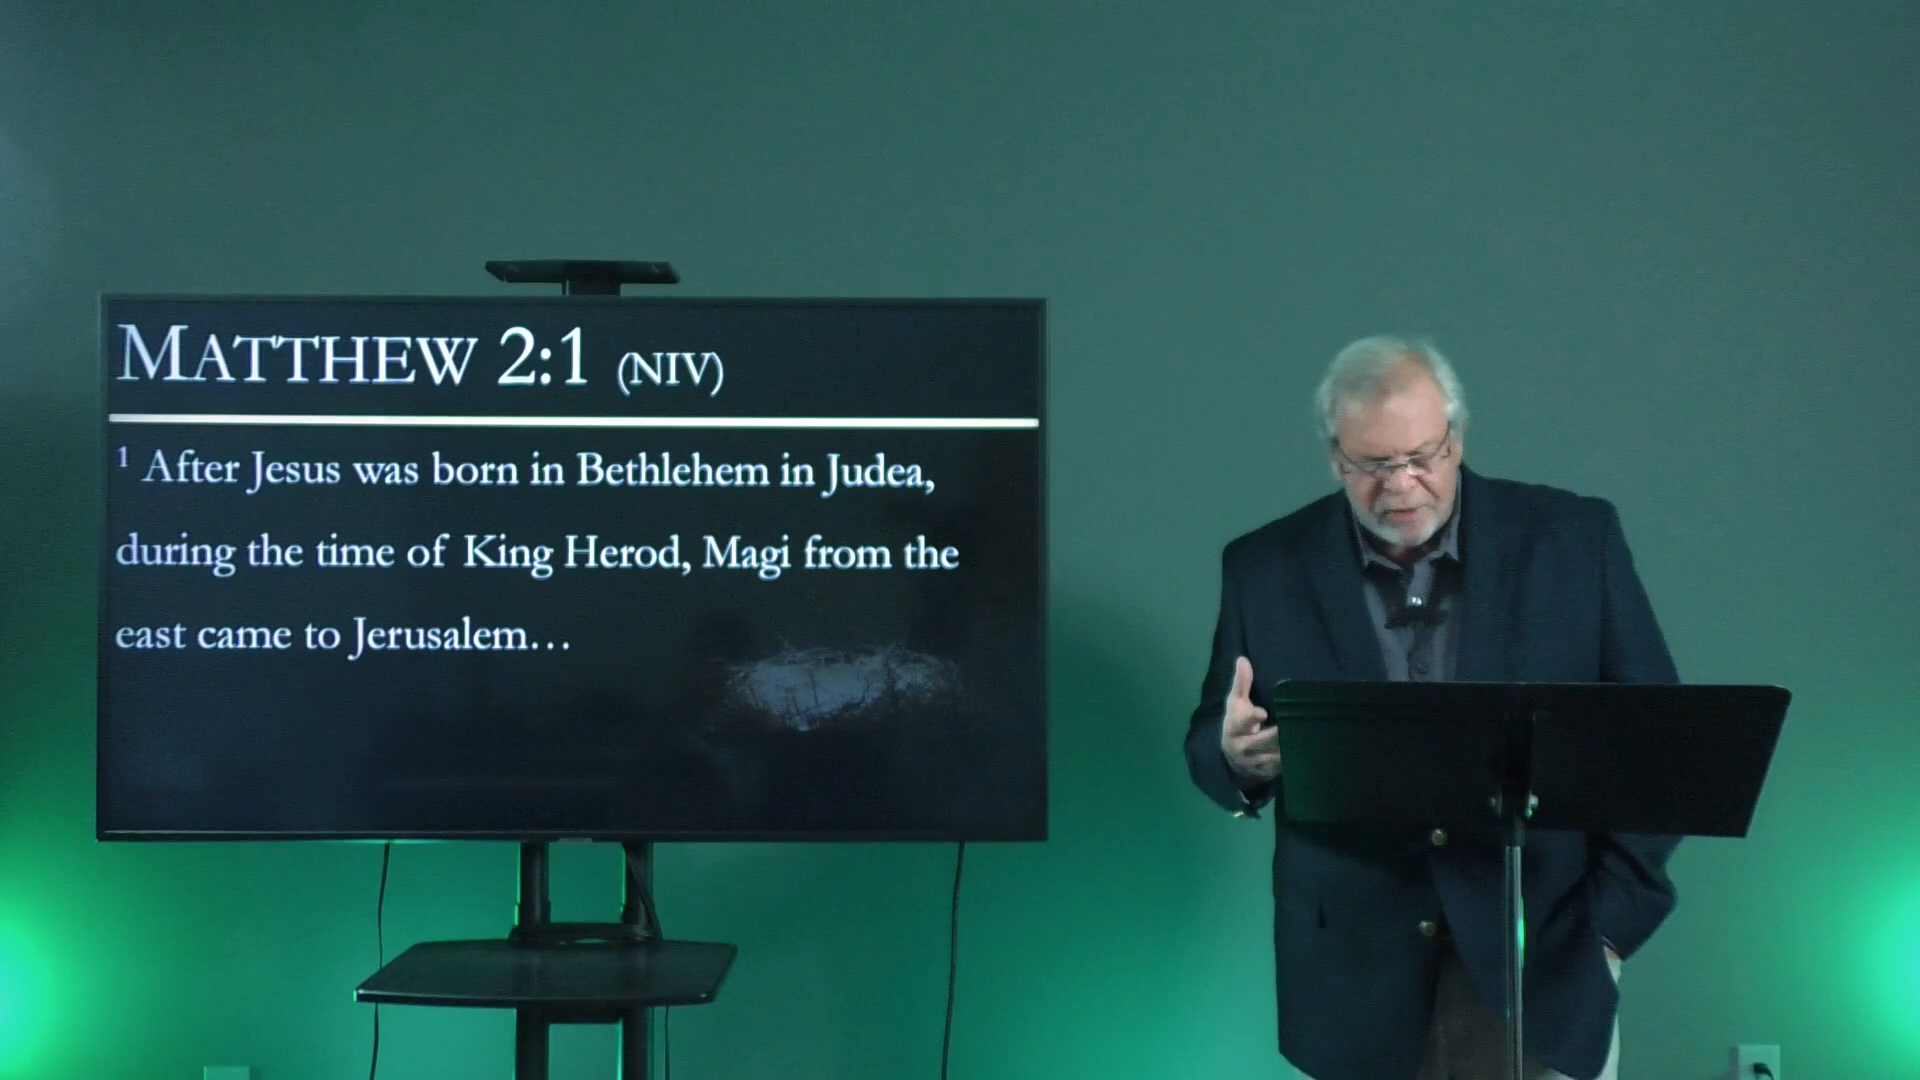 MATTHEW 2:1 (NIV)
1 After Jesus was born in Bethlehem in Judea,
during the time of King Herod, Magi from the
east came to Jerusalem…